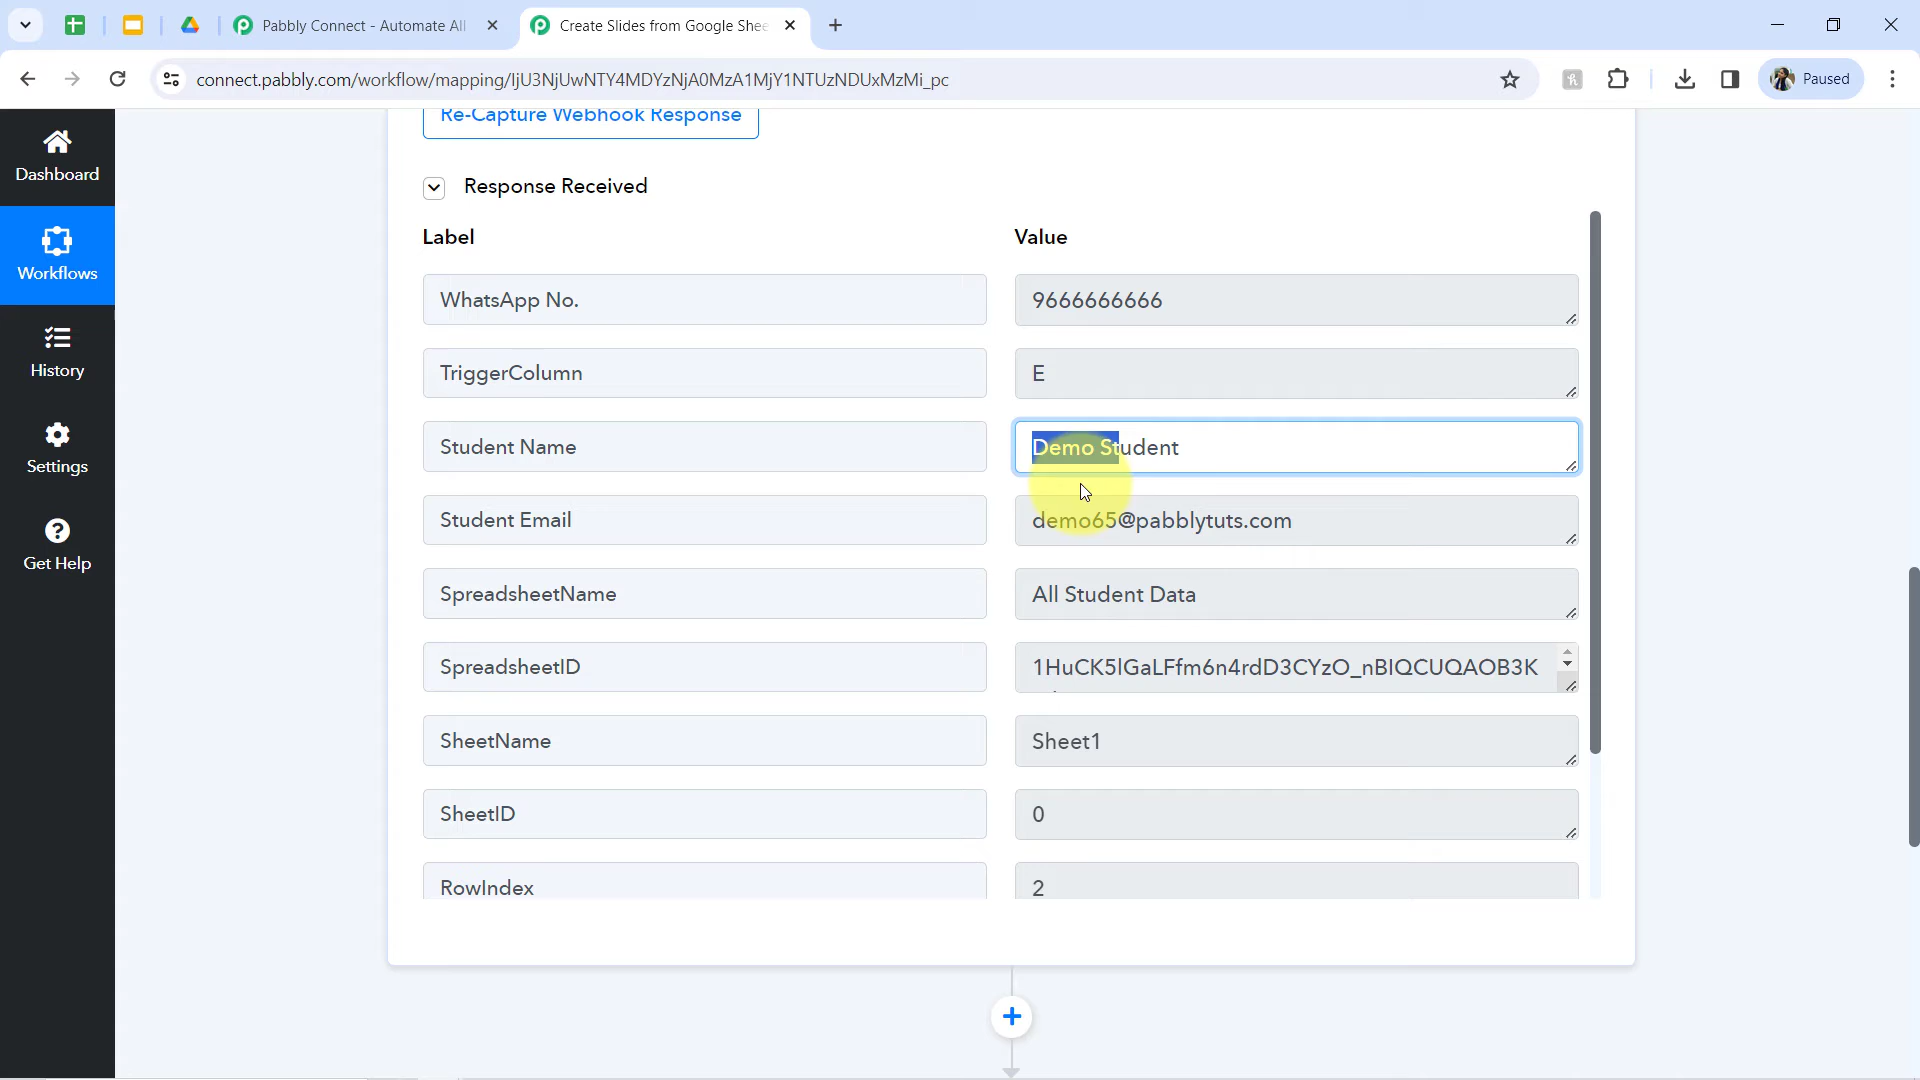 Pabbly Connect - Automate All
Create Slides from Google Shee
connect.pabbly.com/workflow/mapping/IjU3NjUwNTY4MDYzNjA0MzA1MjY1NTUzNDUxMzMi_pc
Paused
Dashboard
Workflows
History
Settings
Get Help
Re-Capture Webhook Response
Response Received
Label
Value
WhatsApp No.
9666666666
TriggerColumn
E
Student Name
Demo Student
Student Email
demo65@pabblytuts.com
SpreadsheetName
All Student Data
SpreadsheetID
1HuCK5lGaLFfm6n4rdD3CYzO_nBIQCUQAOB3K
SheetName
Sheet1
SheetID
0
RowIndex
2